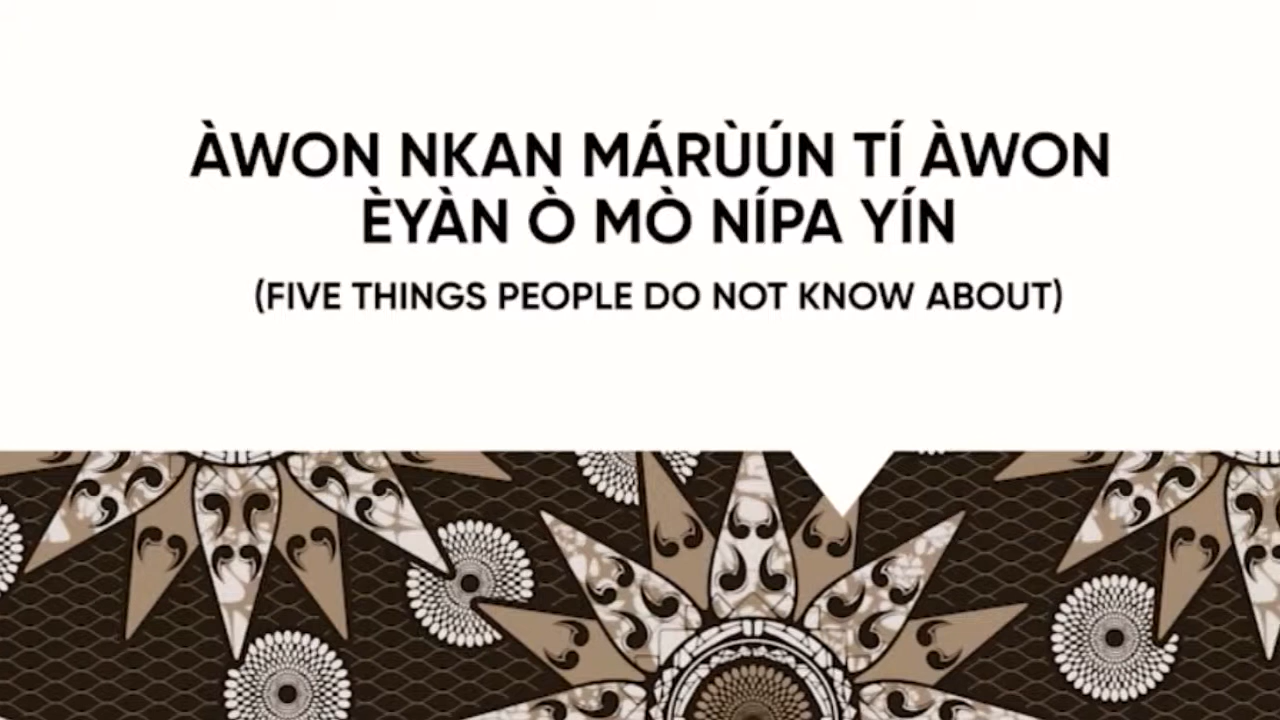 ÀWON NKAN MÁRÙÚN TÍ ÀWON
ÈYÀN Ò MÒ NÍPA YÍN
(FIVE THINGS PEOPLE DO NOT KNOW ABOUT)